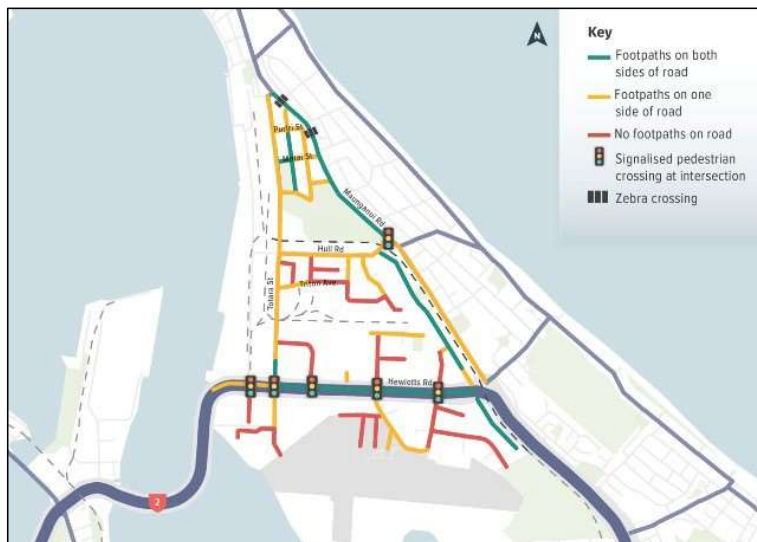 N
Key
Footpaths on both
sides of road
Footpaths on one
side of road
No footpaths on road
Signalised pedestrian
crossing at intersection
Zebra crossing
Maunganui Rd
Hull Rd
Triton Ave
Totara St
Hewletts Rd
2